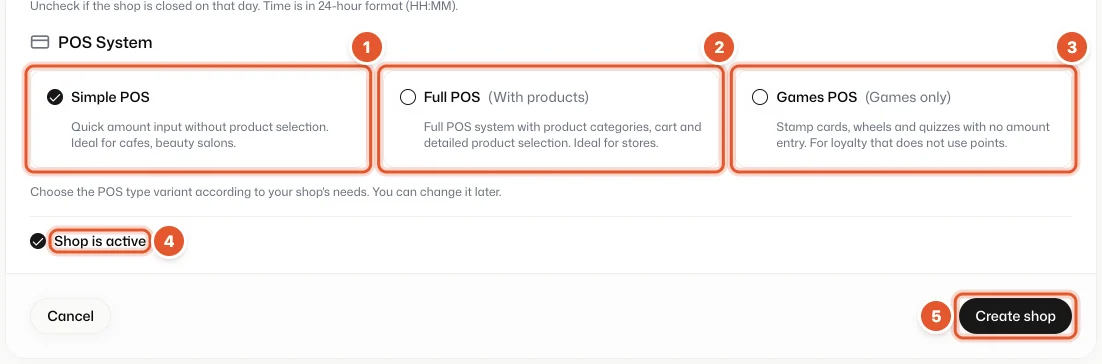 Uncheck if the shop is closed on that day. Time is in 24-hour format (HH:MM).
POS System
1
2
3
Simple POS
Quick amount input without product selection.
Ideal for cafes, beauty salons.
Full POS (With products)
Full POS system with product categories, cart and
detailed product selection. Ideal for stores.
Games POS (Games only)
Stamp cards, wheels and quizzes with no amount
entry. For loyalty that does not use points.
Choose the POS type variant according to your shop's needs. You can change it later.
Shop is active
4
Cancel
5
Create shop